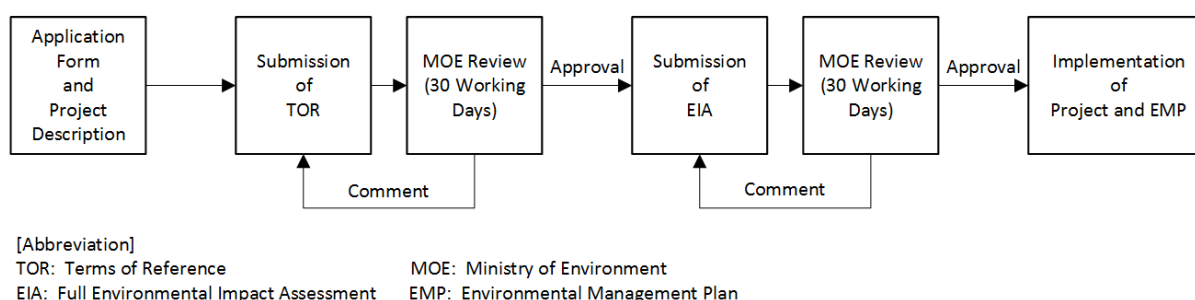 Application
Form
and
Project
Description
Submission
of
TOR
MOE Review
(30 Working
Days)
Approval
Submission
of
EIA
MOE Review
(30 Working
Days)
Approval
Implementation
of
Project and EMP
Comment
Comment
[Abbreviation]
TOR: Terms of Reference
MOE: Ministry of Environment
EIA: Full Environmental Impact Assessment
EMP: Environmental Management Plan